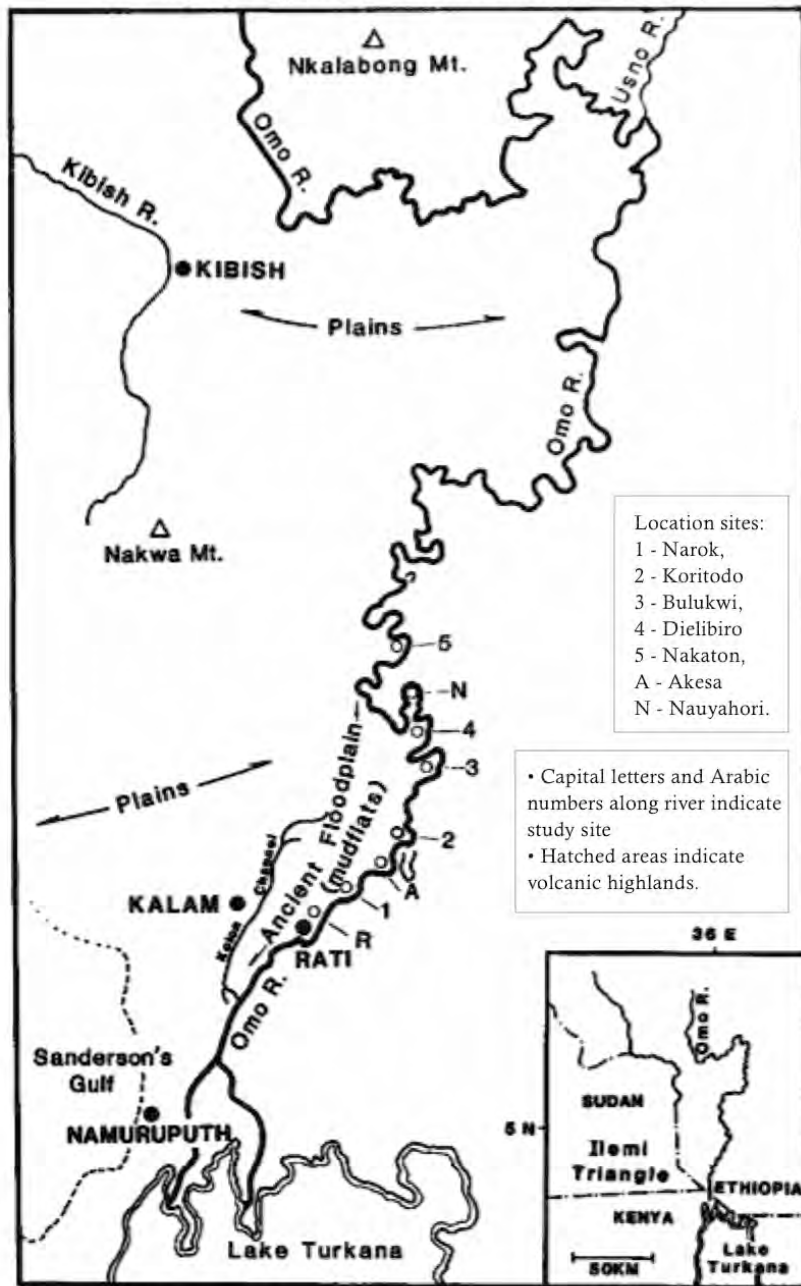 Nkalabong Mt.
Usno R.
Omo R.
Kibish R.
KIBISH
Plains
Omo R.
Nakwa Mt.
Location sites:
1 - Narok,
2 - Koritodo
3 - Bulukwi,
4 - Dielibiro
5 - Nakaton,
A - Akesa
N - Nauyahori.
5
N
4
3
2
A
1
R
Plains
Ancient Floodplain
(mudflats)
• Capital letters and Arabic
numbers along river indicate
study site
• Hatched areas indicate
volcanic highlands.
Channel
KALAM
RATI
Omo R.
Sanderson's
Gulf
NAMURUPUTH
Lake Turkana
36 E
Omo R.
SUDAN
5 N
Ilemi
Triangle
ETHIOPIA
KENYA
Lake
Turkana
50KM